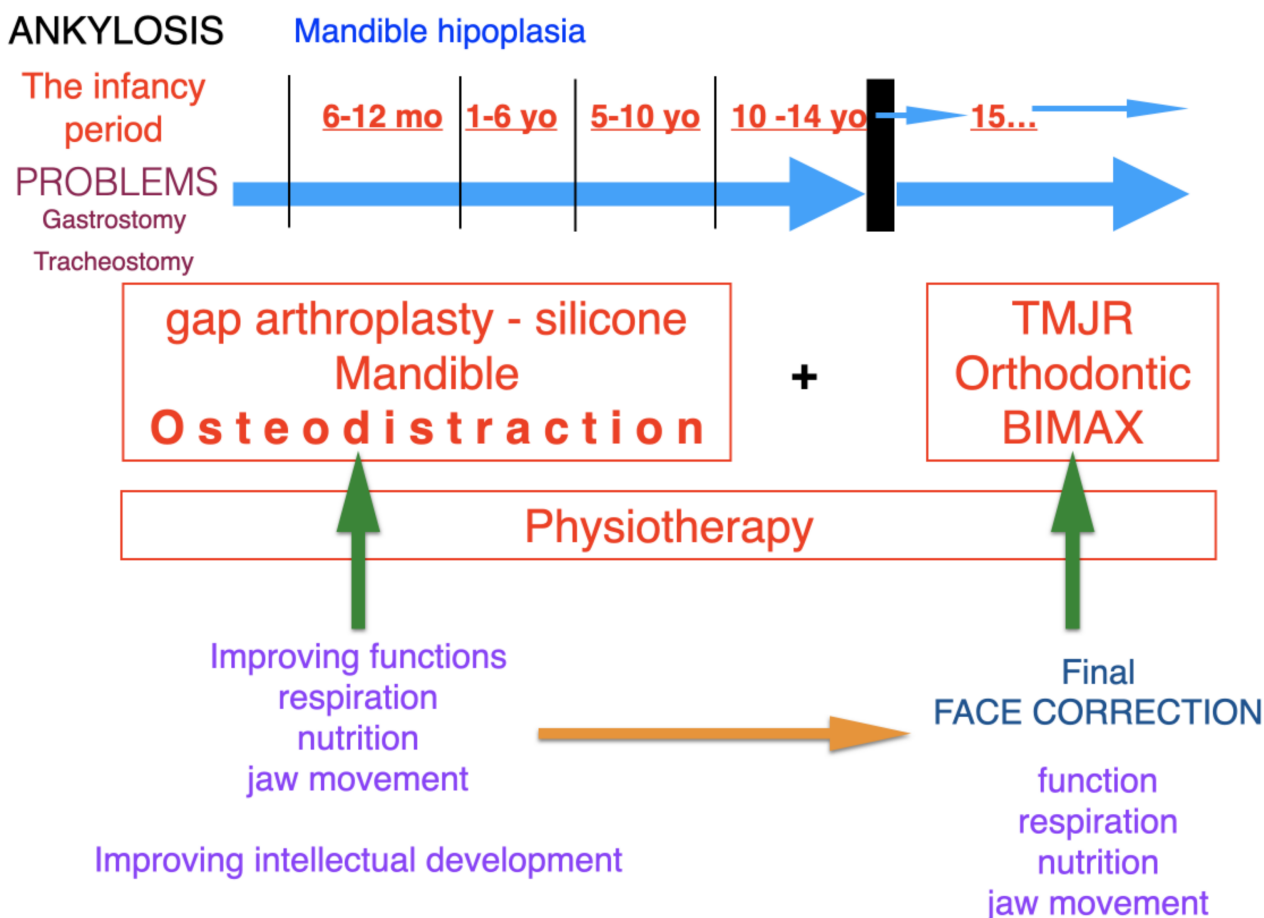 ANKYLOSIS
Mandible hipoplasia
The infancy
period
6-12 mo
1-6 yo
5-10 yo
10 -14 yo
15...
PROBLEMS
Gastrostomy
Tracheostomy
gap arthroplasty - silicone
Mandible
Osteodistraction
+
TMJR
Orthodontic
BIMAX
Physiotherapy
Improving functions
respiration
nutrition
jaw movement
Improving intellectual development
Final
FACE CORRECTION
function
respiration
nutrition
jaw movement